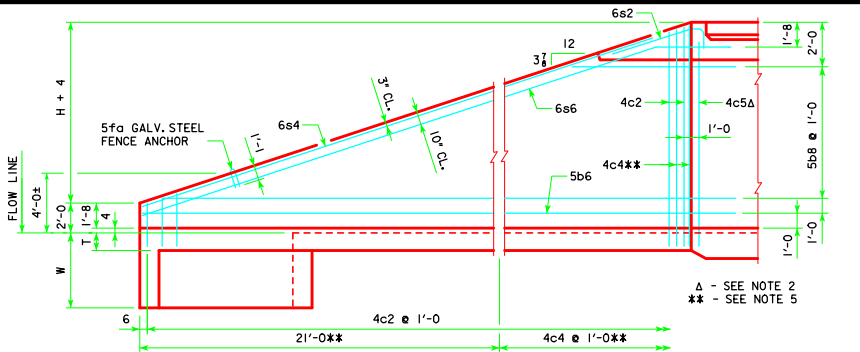 6s2
12
3 7/8
1'-8
2'-0
H + 4
3" CL.
6s4
6s6
4c2
4c5Δ
5fa GALV. STEEL
FENCE ANCHOR
1'-1
10" CL.
1'-0
5b8 @ 1'-0
4c4**
FLOW LINE
4'-0±
5b6
2'-0
1'-8
4
T
W
1'-0
1'-0
Δ - SEE NOTE 2
** - SEE NOTE 5
6
4c2 @ 1'-0
21'-0**
4c4 @ 1'-0**